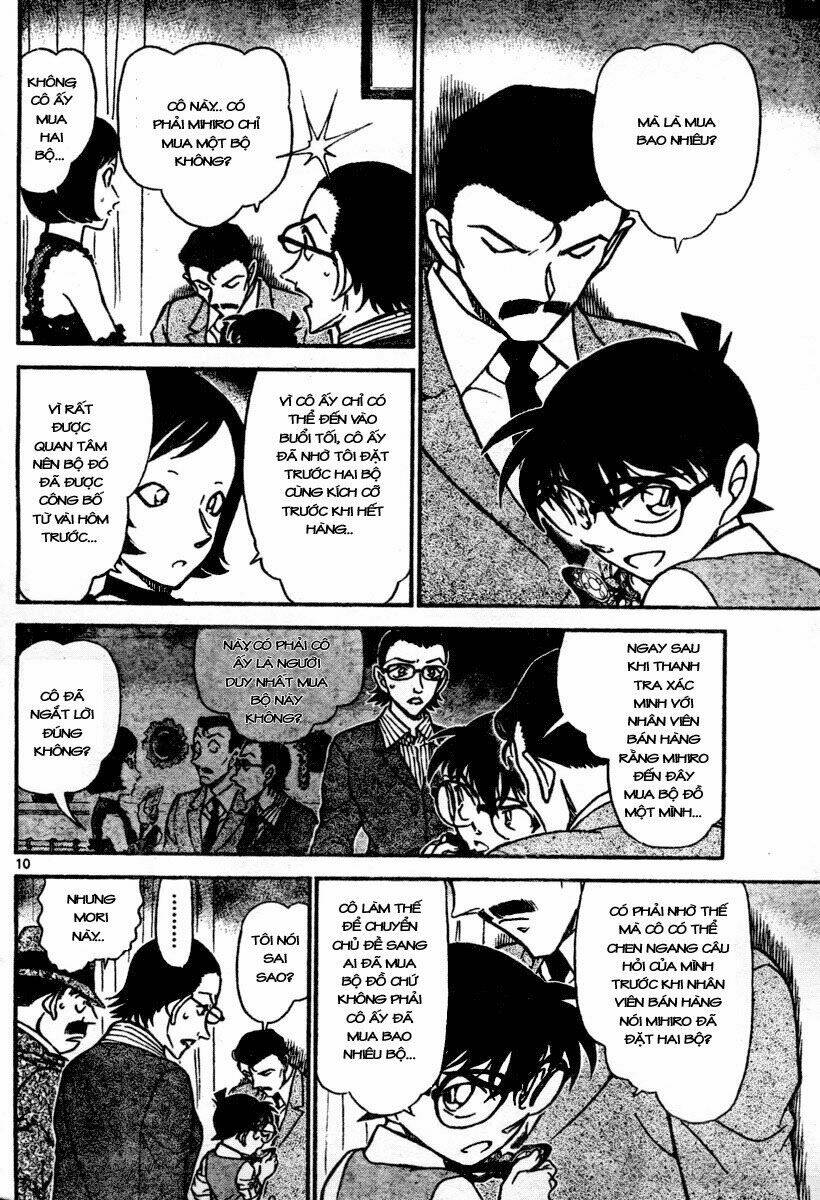 MÀ LÀ MUA
BAO NHIÊU?
CÔ NÀY... CÓ
PHẢI MIHIRO CHỈ
MUA MỘT BỘ
KHÔNG?
KHÔNG,
CÔ ẤY
MUA
HAI
BỘ...
VÌ CÔ ẤY CHỈ CÓ
THỂ ĐẾN VÀO
BUỔI TỐI, CÔ ẤY
ĐÃ NHỜ TÔI ĐẶT
TRƯỚC HAI BỘ
CÙNG KÍCH CỠ
TRƯỚC KHI HẾT
HÀNG...
VÌ RẤT
ĐƯỢC
QUAN TÂM
NÊN BỘ ĐÓ
ĐÃ ĐƯỢC
CÔNG BỐ
TỪ VÀI HÔM
TRƯỚC...
NGAY SAU
KHI THANH
TRA XÁC
MINH VỚI
NHÂN VIÊN
BÁN HÀNG
RẰNG MIHIRO
ĐẾN ĐÂY
MUA BỘ ĐỒ
MỘT MÌNH...
NÀY, CÓ PHẢI CÔ
ẤY LÀ NGƯỜI
DUY NHẤT MUA
BỘ NÀY
KHÔNG?
CÔ ĐÃ
NGẮT LỜI
ĐÚNG
KHÔNG?
10
CÓ PHẢI NHỜ THẾ
MÀ CÔ CÓ THỂ
CHEN NGANG CÂU
HỎI CỦA MÌNH
TRƯỚC KHI NHÂN
VIÊN BÁN HÀNG
NÓI MIHIRO ĐÃ
ĐẶT HAI BỘ?
CÔ LÀM THẾ
ĐỂ CHUYỂN
CHỦ ĐỀ SANG
AI ĐÃ MUA
BỘ ĐỒ CHỨ
KHÔNG PHẢI
CÔ ẤY ĐÃ
MUA BAO
NHIÊU BỘ...
TÔI NÓI
SAI
SAO?
.......
NHƯNG
MORI
NÀY...